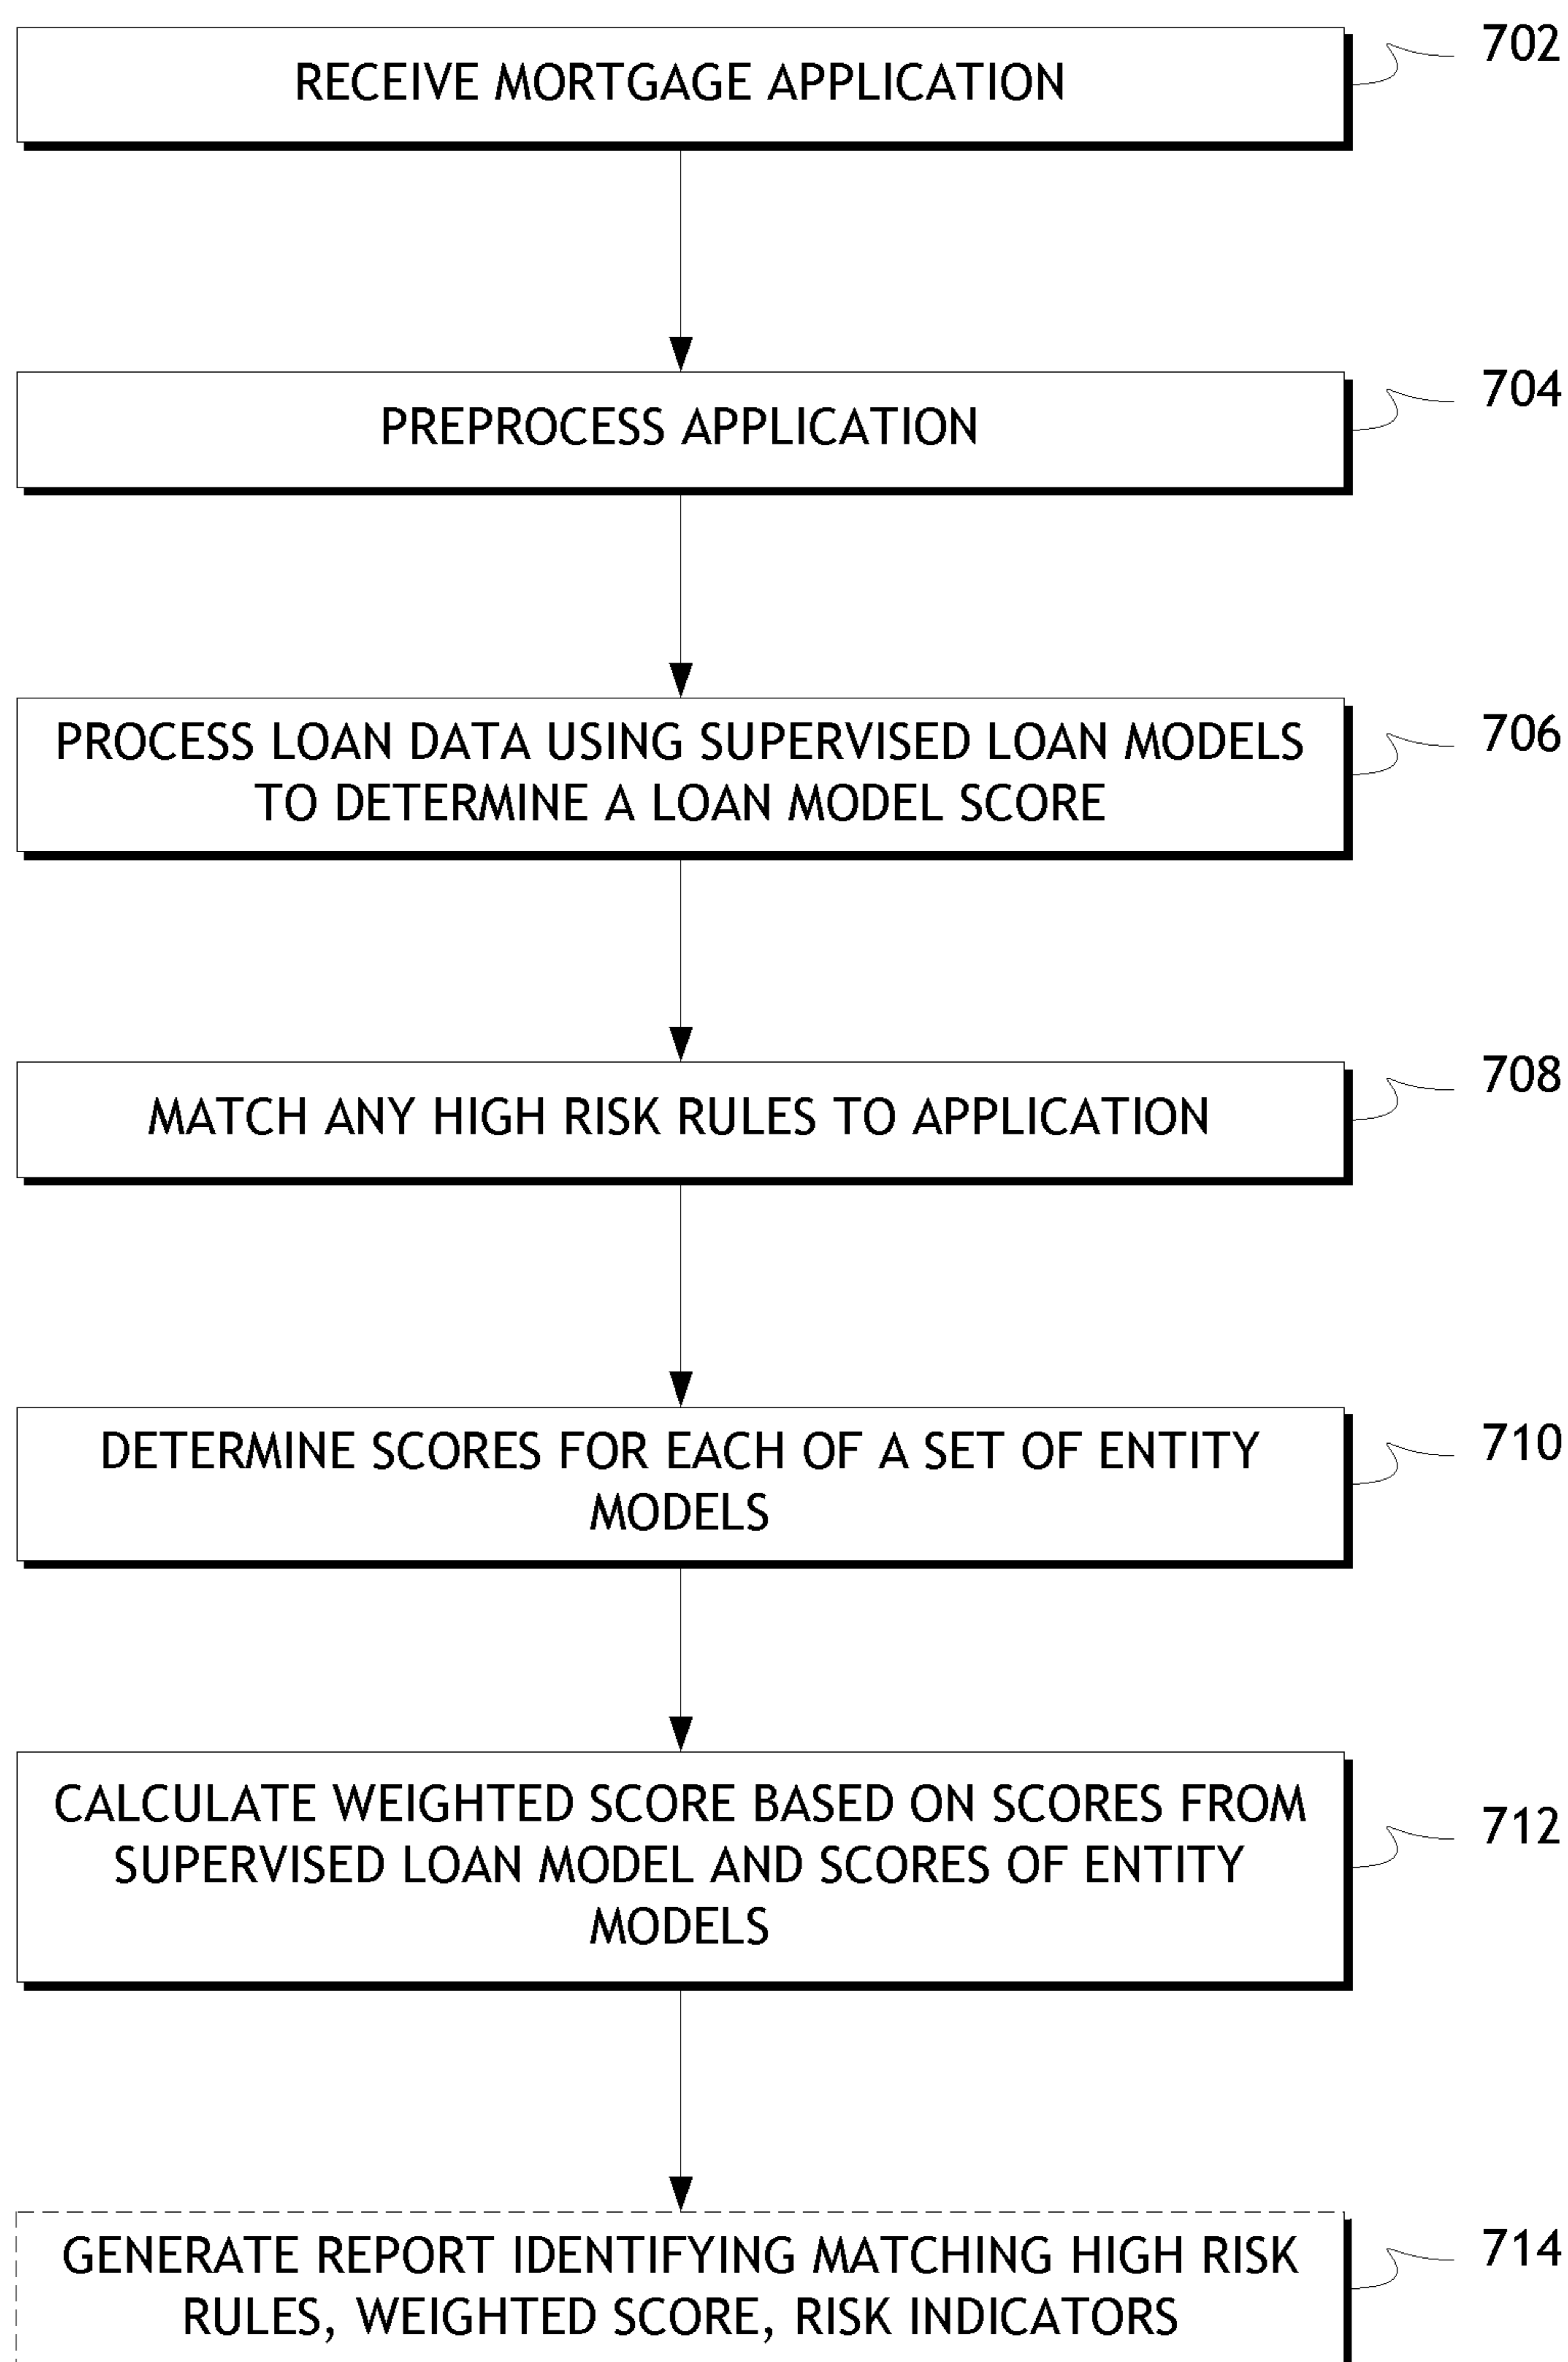 RECEIVE MORTGAGE APPLICATION
702
PREPROCESS APPLICATION
704
PROCESS LOAN DATA USING SUPERVISED LOAN MODELS
TO DETERMINE A LOAN MODEL SCORE
706
MATCH ANY HIGH RISK RULES TO APPLICATION
708
DETERMINE SCORES FOR EACH OF A SET OF ENTITY
MODELS
710
CALCULATE WEIGHTED SCORE BASED ON SCORES FROM
SUPERVISED LOAN MODEL AND SCORES OF ENTITY
MODELS
712
GENERATE REPORT IDENTIFYING MATCHING HIGH RISK
RULES, WEIGHTED SCORE, RISK INDICATORS
714